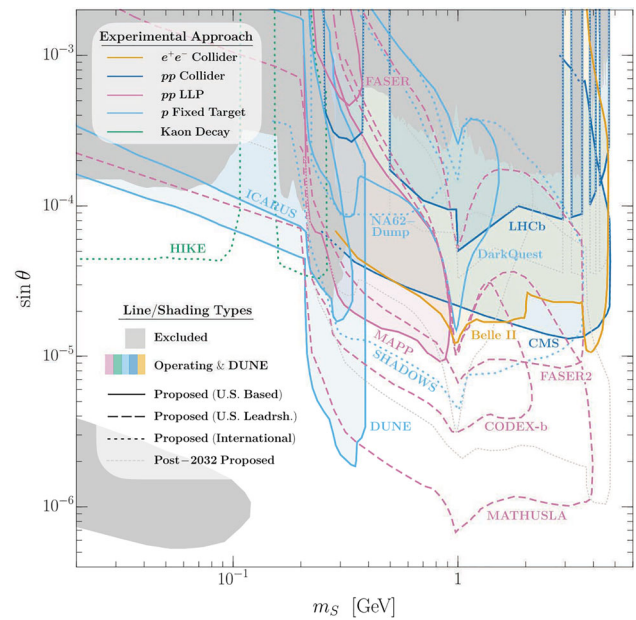 10⁻³
Experimental Approach
e⁺e⁻ Collider
pp Collider
pp LLP
p Fixed Target
Kaon Decay
FASER
10⁻⁴
ICARUS
NA62-
Dump
LHCb
HIKE
DarkQuest
sin θ
Line/Shading Types
Excluded
Operating & DUNE
Belle II
MAPP
CMS
10⁻⁵
SHADOWS
FASER2
Proposed (U.S. Based)
Proposed (U.S. Leadrsh.)
DUNE
CODEX-b
Proposed (International)
Post−2032 Proposed
10⁻⁶
MATHUSLA
10⁻¹
1
m_S [GeV]